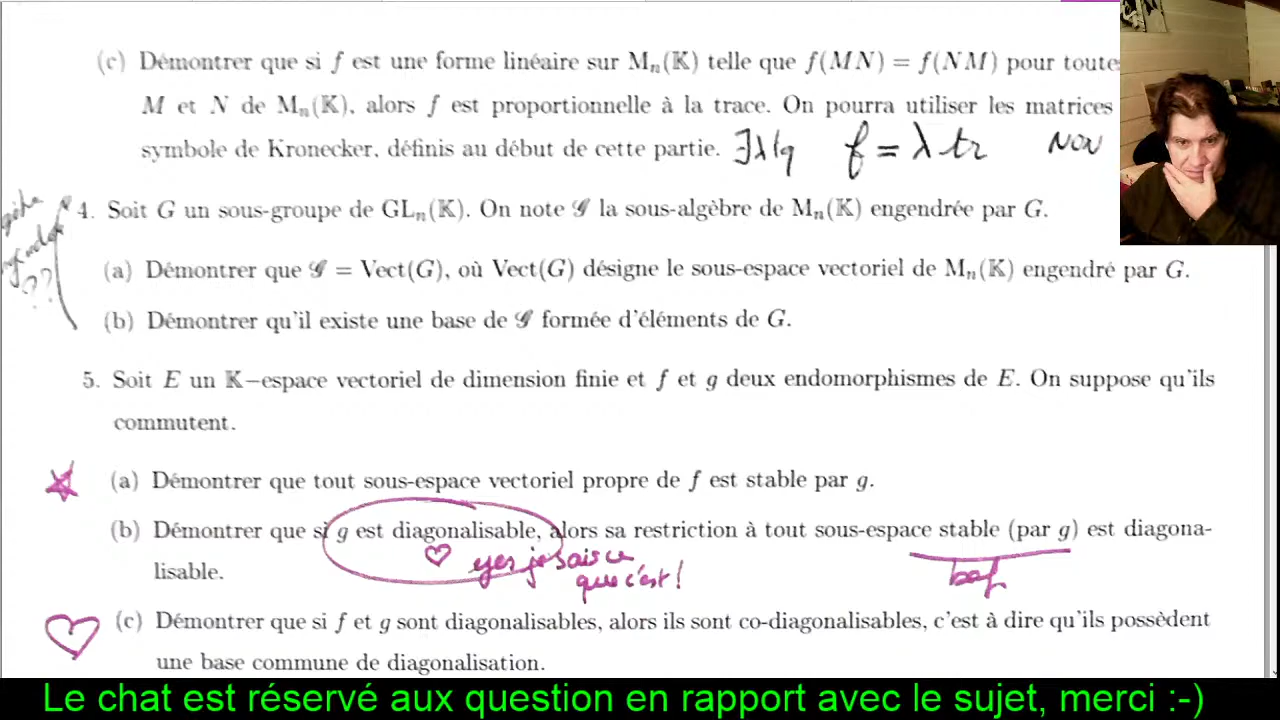 (c) Démontrer que si f est une forme linéaire sur Mₙ(𝕂) telle que f(MN) = f(NM) pour toute
M et N de Mₙ(𝕂), alors f est proportionnelle à la trace. On pourra utiliser les matrices
symbole de Kronecker, définis au début de cette partie. ∃λ tq f = λ tr NON
4. Soit G un sous-groupe de GLₙ(𝕂). On note 𝒢 la sous-algèbre de Mₙ(𝕂) engendrée par G.
??
(a) Démontrer que 𝒢 = Vect(G), où Vect(G) désigne le sous-espace vectoriel de Mₙ(𝕂) engendré par G.
(b) Démontrer qu'il existe une base de 𝒢 formée d'éléments de G.
5. Soit E un 𝕂−espace vectoriel de dimension finie et f et g deux endomorphismes de E. On suppose qu'ils
commutent.
(a) Démontrer que tout sous-espace vectoriel propre de f est stable par g.
(b) Démontrer que si g est diagonalisable, alors sa restriction à tout sous-espace stable (par g) est diagona-
lisable.
yes je sais ce
que c'est !
bof
(c) Démontrer que si f et g sont diagonalisables, alors ils sont co-diagonalisables, c'est à dire qu'ils possèdent
une base commune de diagonalisation.
Le chat est réservé aux question en rapport avec le sujet, merci :-)